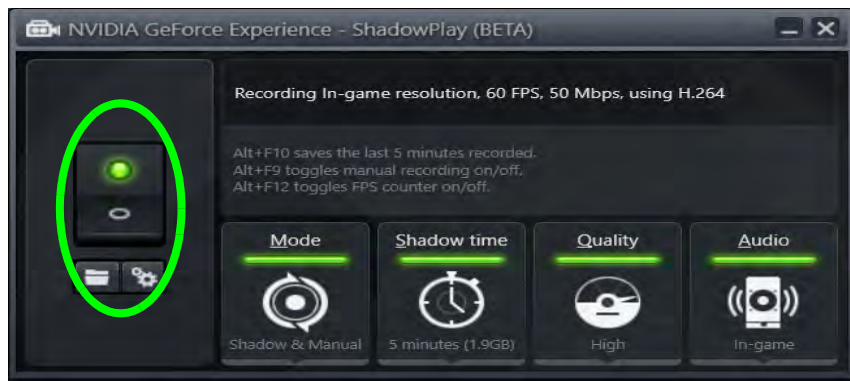 NVIDIA GeForce Experience - ShadowPlay (BETA)
Recording In-game resolution, 60 FPS, 50 Mbps, using H.264
Alt+F10 saves the last 5 minutes recorded.
Alt+F9 toggles manual recording on/off.
Alt+F12 toggles FPS counter on/off.
Mode Shadow time Quality Audio
Shadow & Manual 5 minutes (1.9GB) High In-game